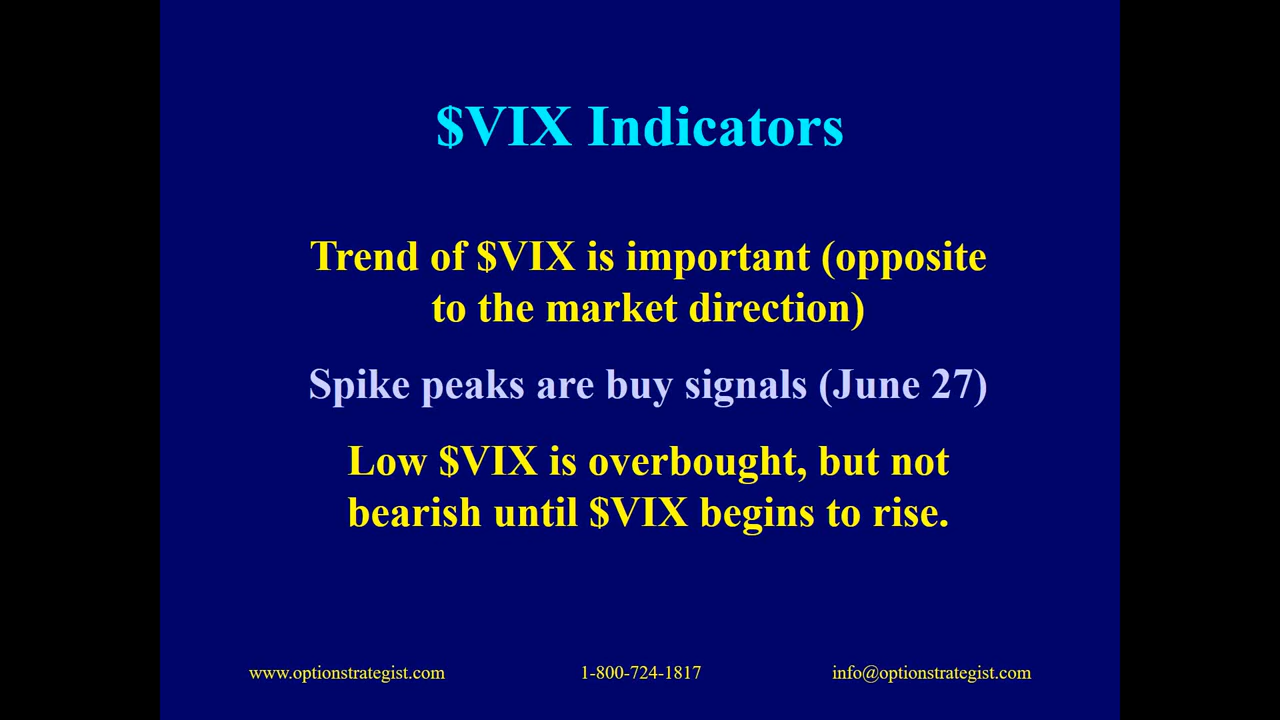 $VIX Indicators
Trend of $VIX is important (opposite
to the market direction)
Spike peaks are buy signals (June 27)
Low $VIX is overbought, but not
bearish until $VIX begins to rise.
www.optionstrategist.com 1-800-724-1817 info@optionstrategist.com